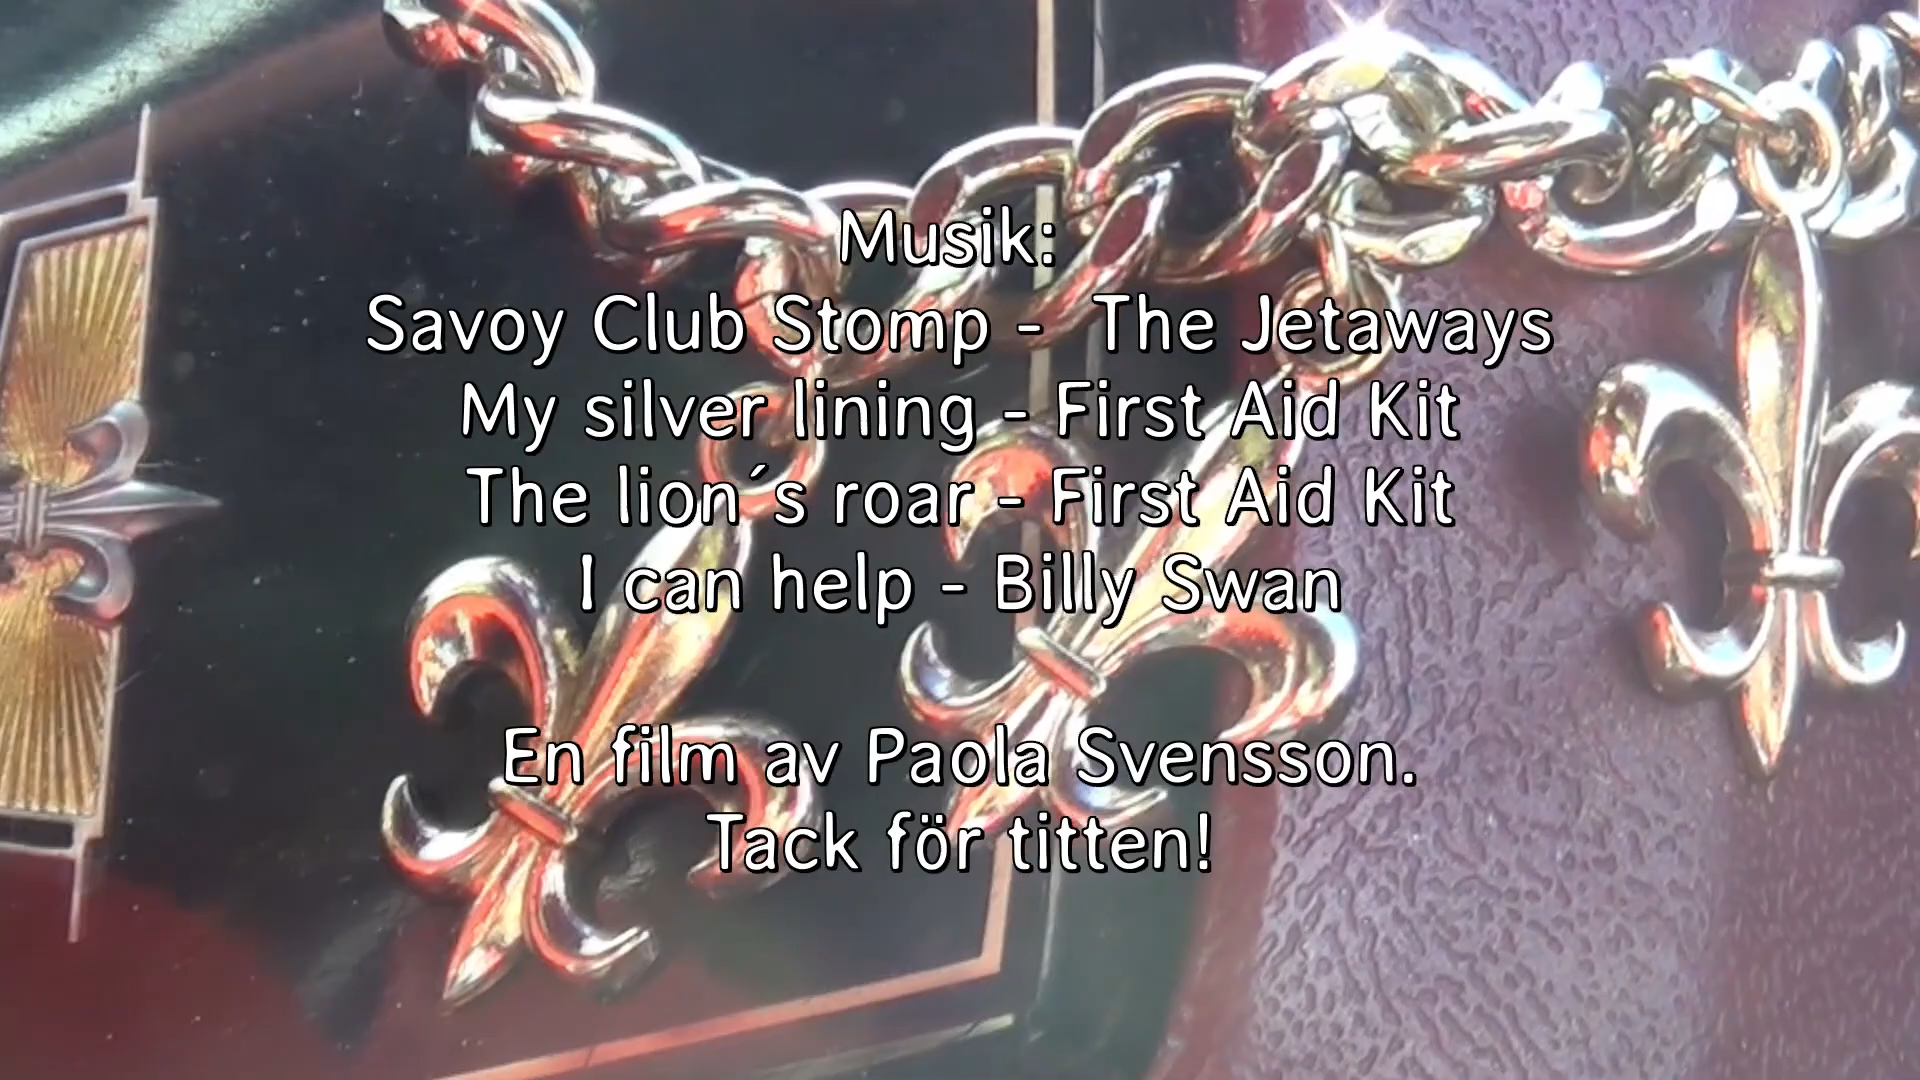 Musik:
Savoy Club Stomp - The Jetaways
My silver lining - First Aid Kit
The lion´s roar - First Aid Kit
I can help - Billy Swan
En film av Paola Svensson.
Tack för titten!